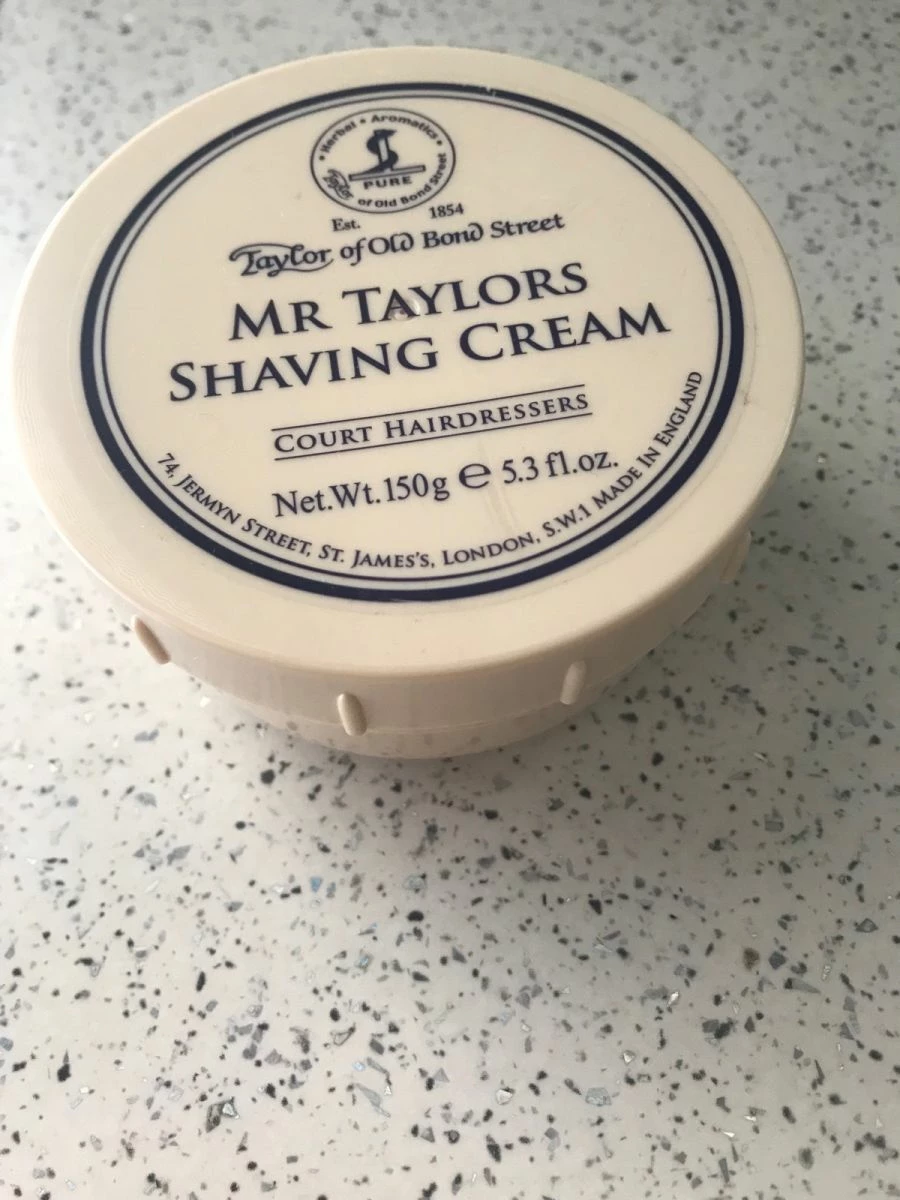 Herbal • Aromatics
PURE
Taylor of Old Bond Street
Est. 1854
Taylor of Old Bond Street
MR TAYLORS
SHAVING CREAM
COURT HAIRDRESSERS
Net.Wt.150g ℮ 5.3 fl.oz.
74, JERMYN STREET, ST. JAMES'S, LONDON, S.W.1 MADE IN ENGLAND